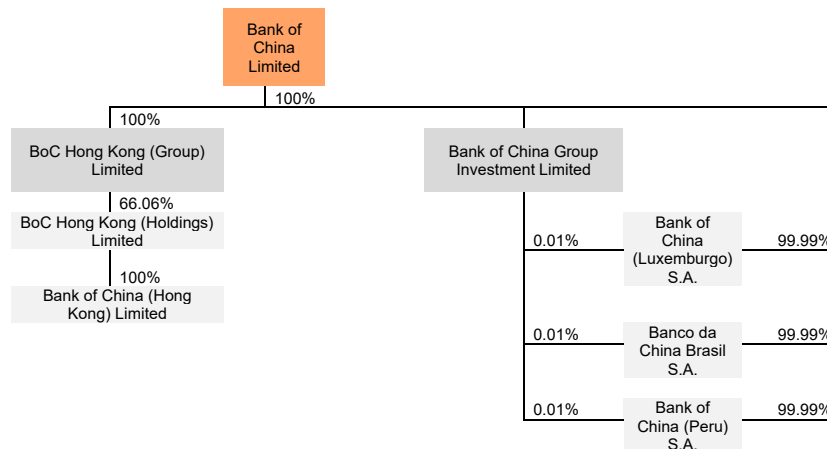 Bank of
China
Limited
100%
100%
BoC Hong Kong (Group)
Limited
Bank of China Group
Investment Limited
66.06%
BoC Hong Kong (Holdings)
Limited
100%
Bank of China (Hong
Kong) Limited
0.01%
Bank of
China
(Luxemburgo)
S.A.
99.99%
0.01%
Banco da
China Brasil
S.A.
99.99%
0.01%
Bank of
China (Peru)
S.A.
99.99%